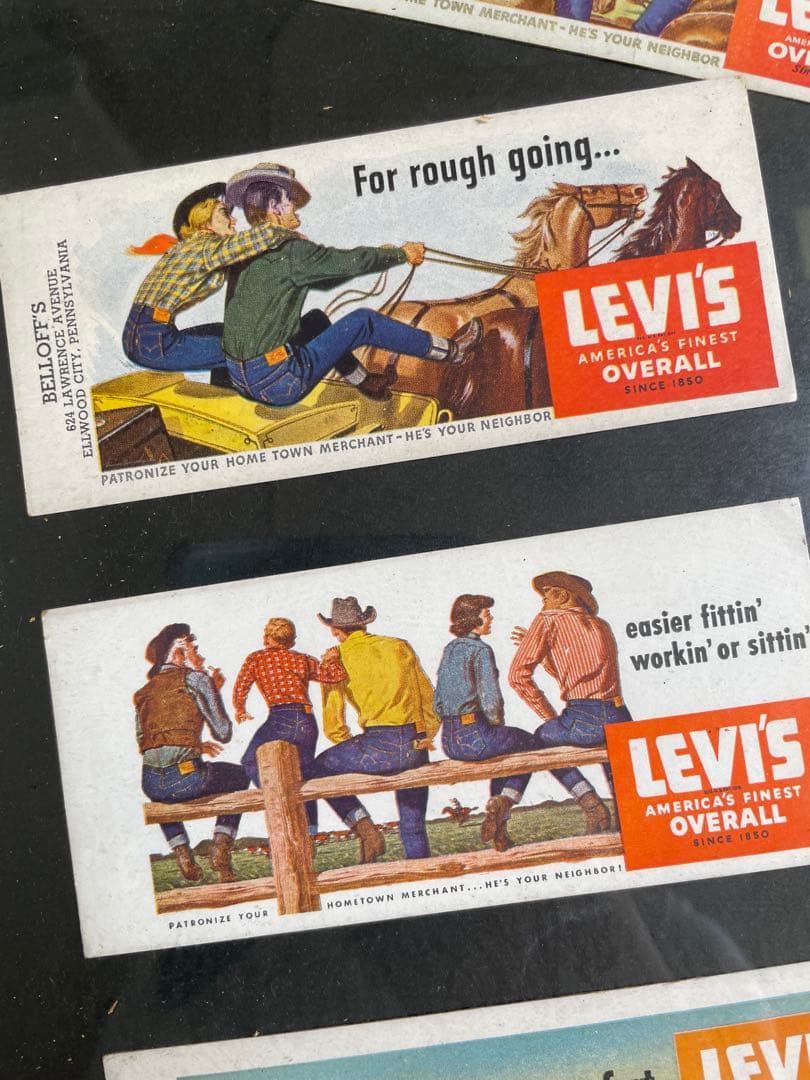 TOWN MERCHANT-HE'S YOUR NEIGHBOR
For rough going...
BELLOFF'S
624 LAWRENCE AVENUE
ELLWOOD CITY, PENNSYLVANIA
LEVI'S
AMERICA'S FINEST
OVERALL
SINCE 1850
PATRONIZE YOUR HOME TOWN MERCHANT-HE'S YOUR NEIGHBOR
easier fittin'
workin' or sittin'
LEVI'S
AMERICA'S FINEST
OVERALL
SINCE 1850
PATRONIZE YOUR HOMETOWN MERCHANT...HE'S YOUR NEIGHBOR!
LEVI